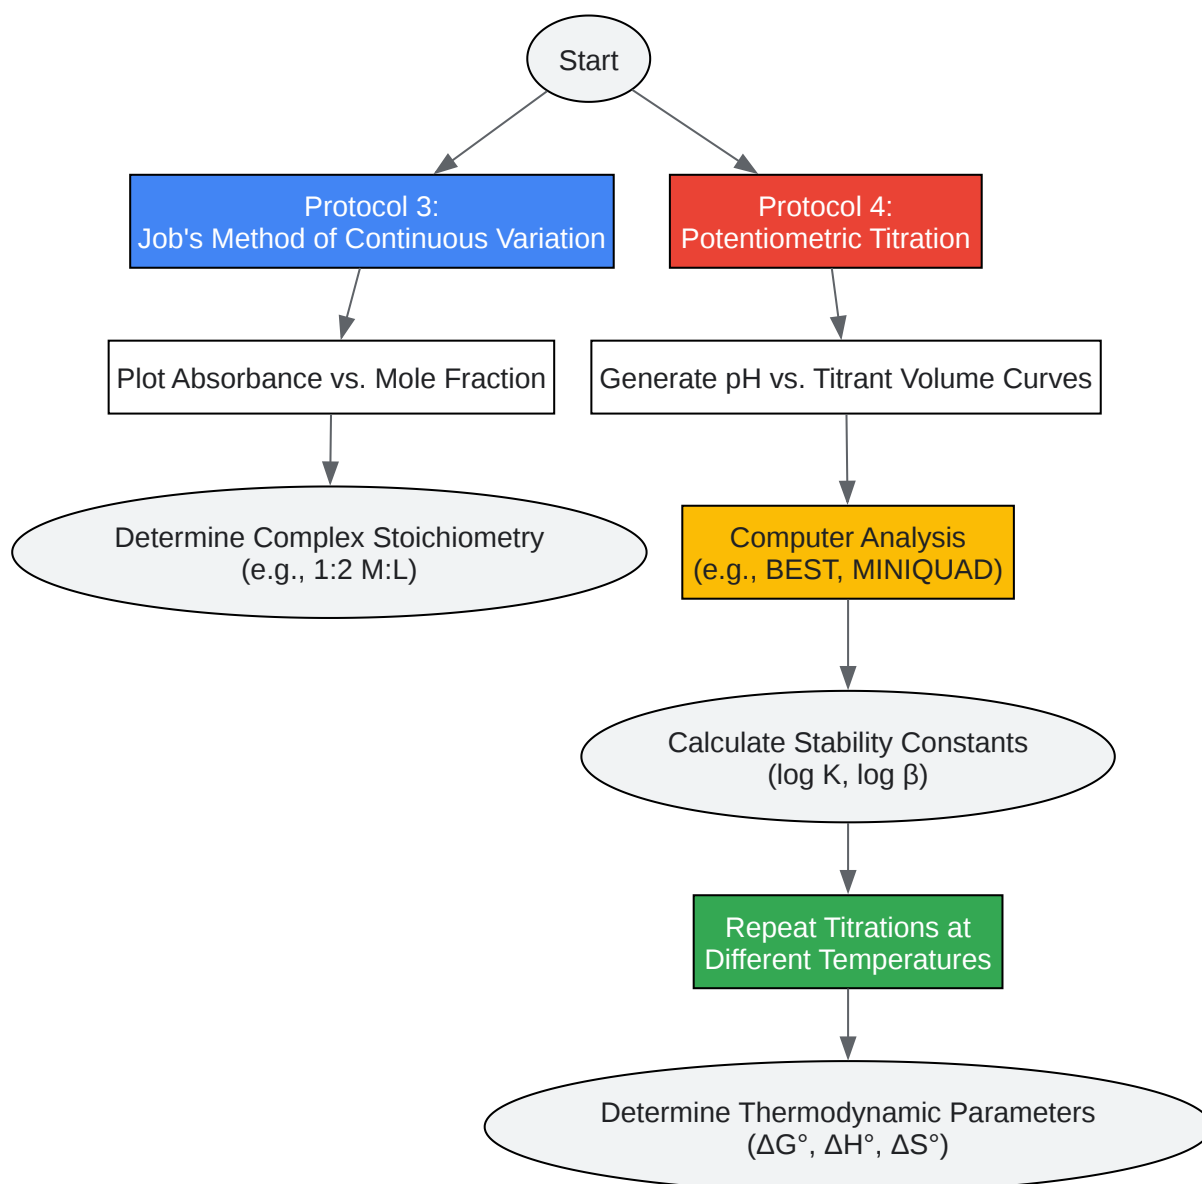 Start
Protocol 3:
Job's Method of Continuous Variation
Protocol 4:
Potentiometric Titration
Plot Absorbance vs. Mole Fraction
Generate pH vs. Titrant Volume Curves
Determine Complex Stoichiometry
(e.g., 1:2 M:L)
Computer Analysis
(e.g., BEST, MINIQUAD)
Calculate Stability Constants
(log K, log β)
Repeat Titrations at
Different Temperatures
Determine Thermodynamic Parameters
(ΔG°, ΔH°, ΔS°)